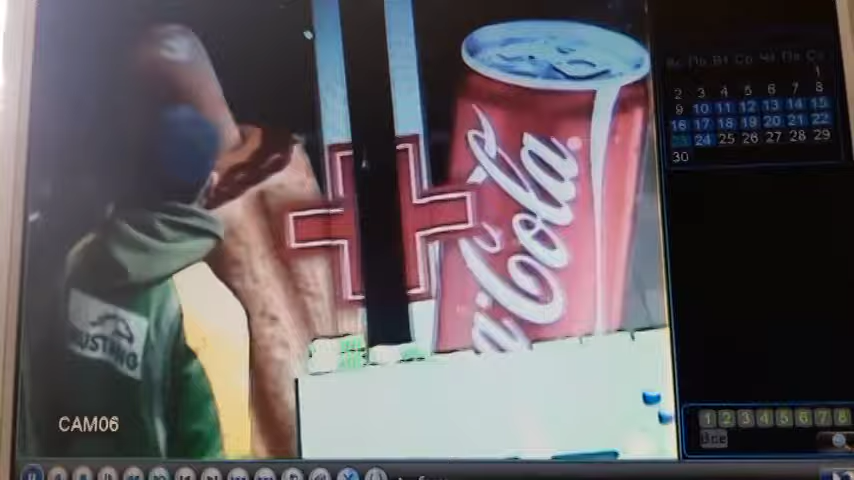 Coca-Cola
MUSTANG
CAM06
Вс Пн Вт Ср Чт Пт Сб
1
2 3 4 5 6 7 8
9 10 11 12 13 14 15
16 17 18 19 20 21 22
23 24 25 26 27 28 29
30
1 2 3 4 5 6 7 8
Все